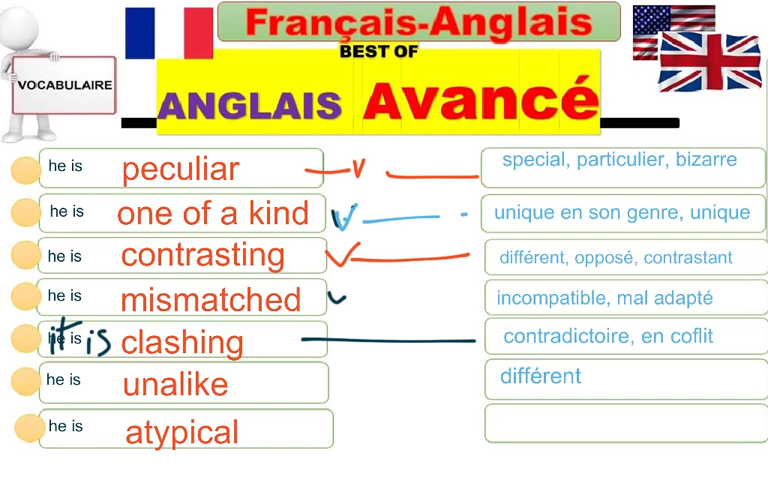 Français-Anglais
BEST OF
VOCABULAIRE
ANGLAIS Avancé
he is peculiar special, particulier, bizarre
he is one of a kind unique en son genre, unique
he is contrasting différent, opposé, contrastant
he is mismatched incompatible, mal adapté
he is it is clashing contradictoire, en coflit
he is unalike différent
he is atypical